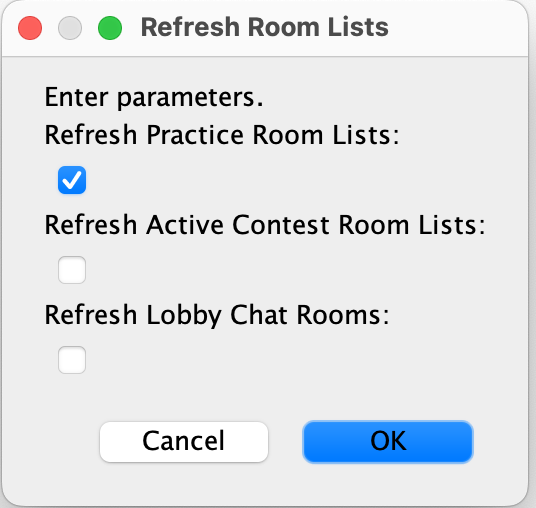 Refresh Room Lists
Enter parameters.
Refresh Practice Room Lists:
Refresh Active Contest Room Lists:
Refresh Lobby Chat Rooms:
Cancel OK